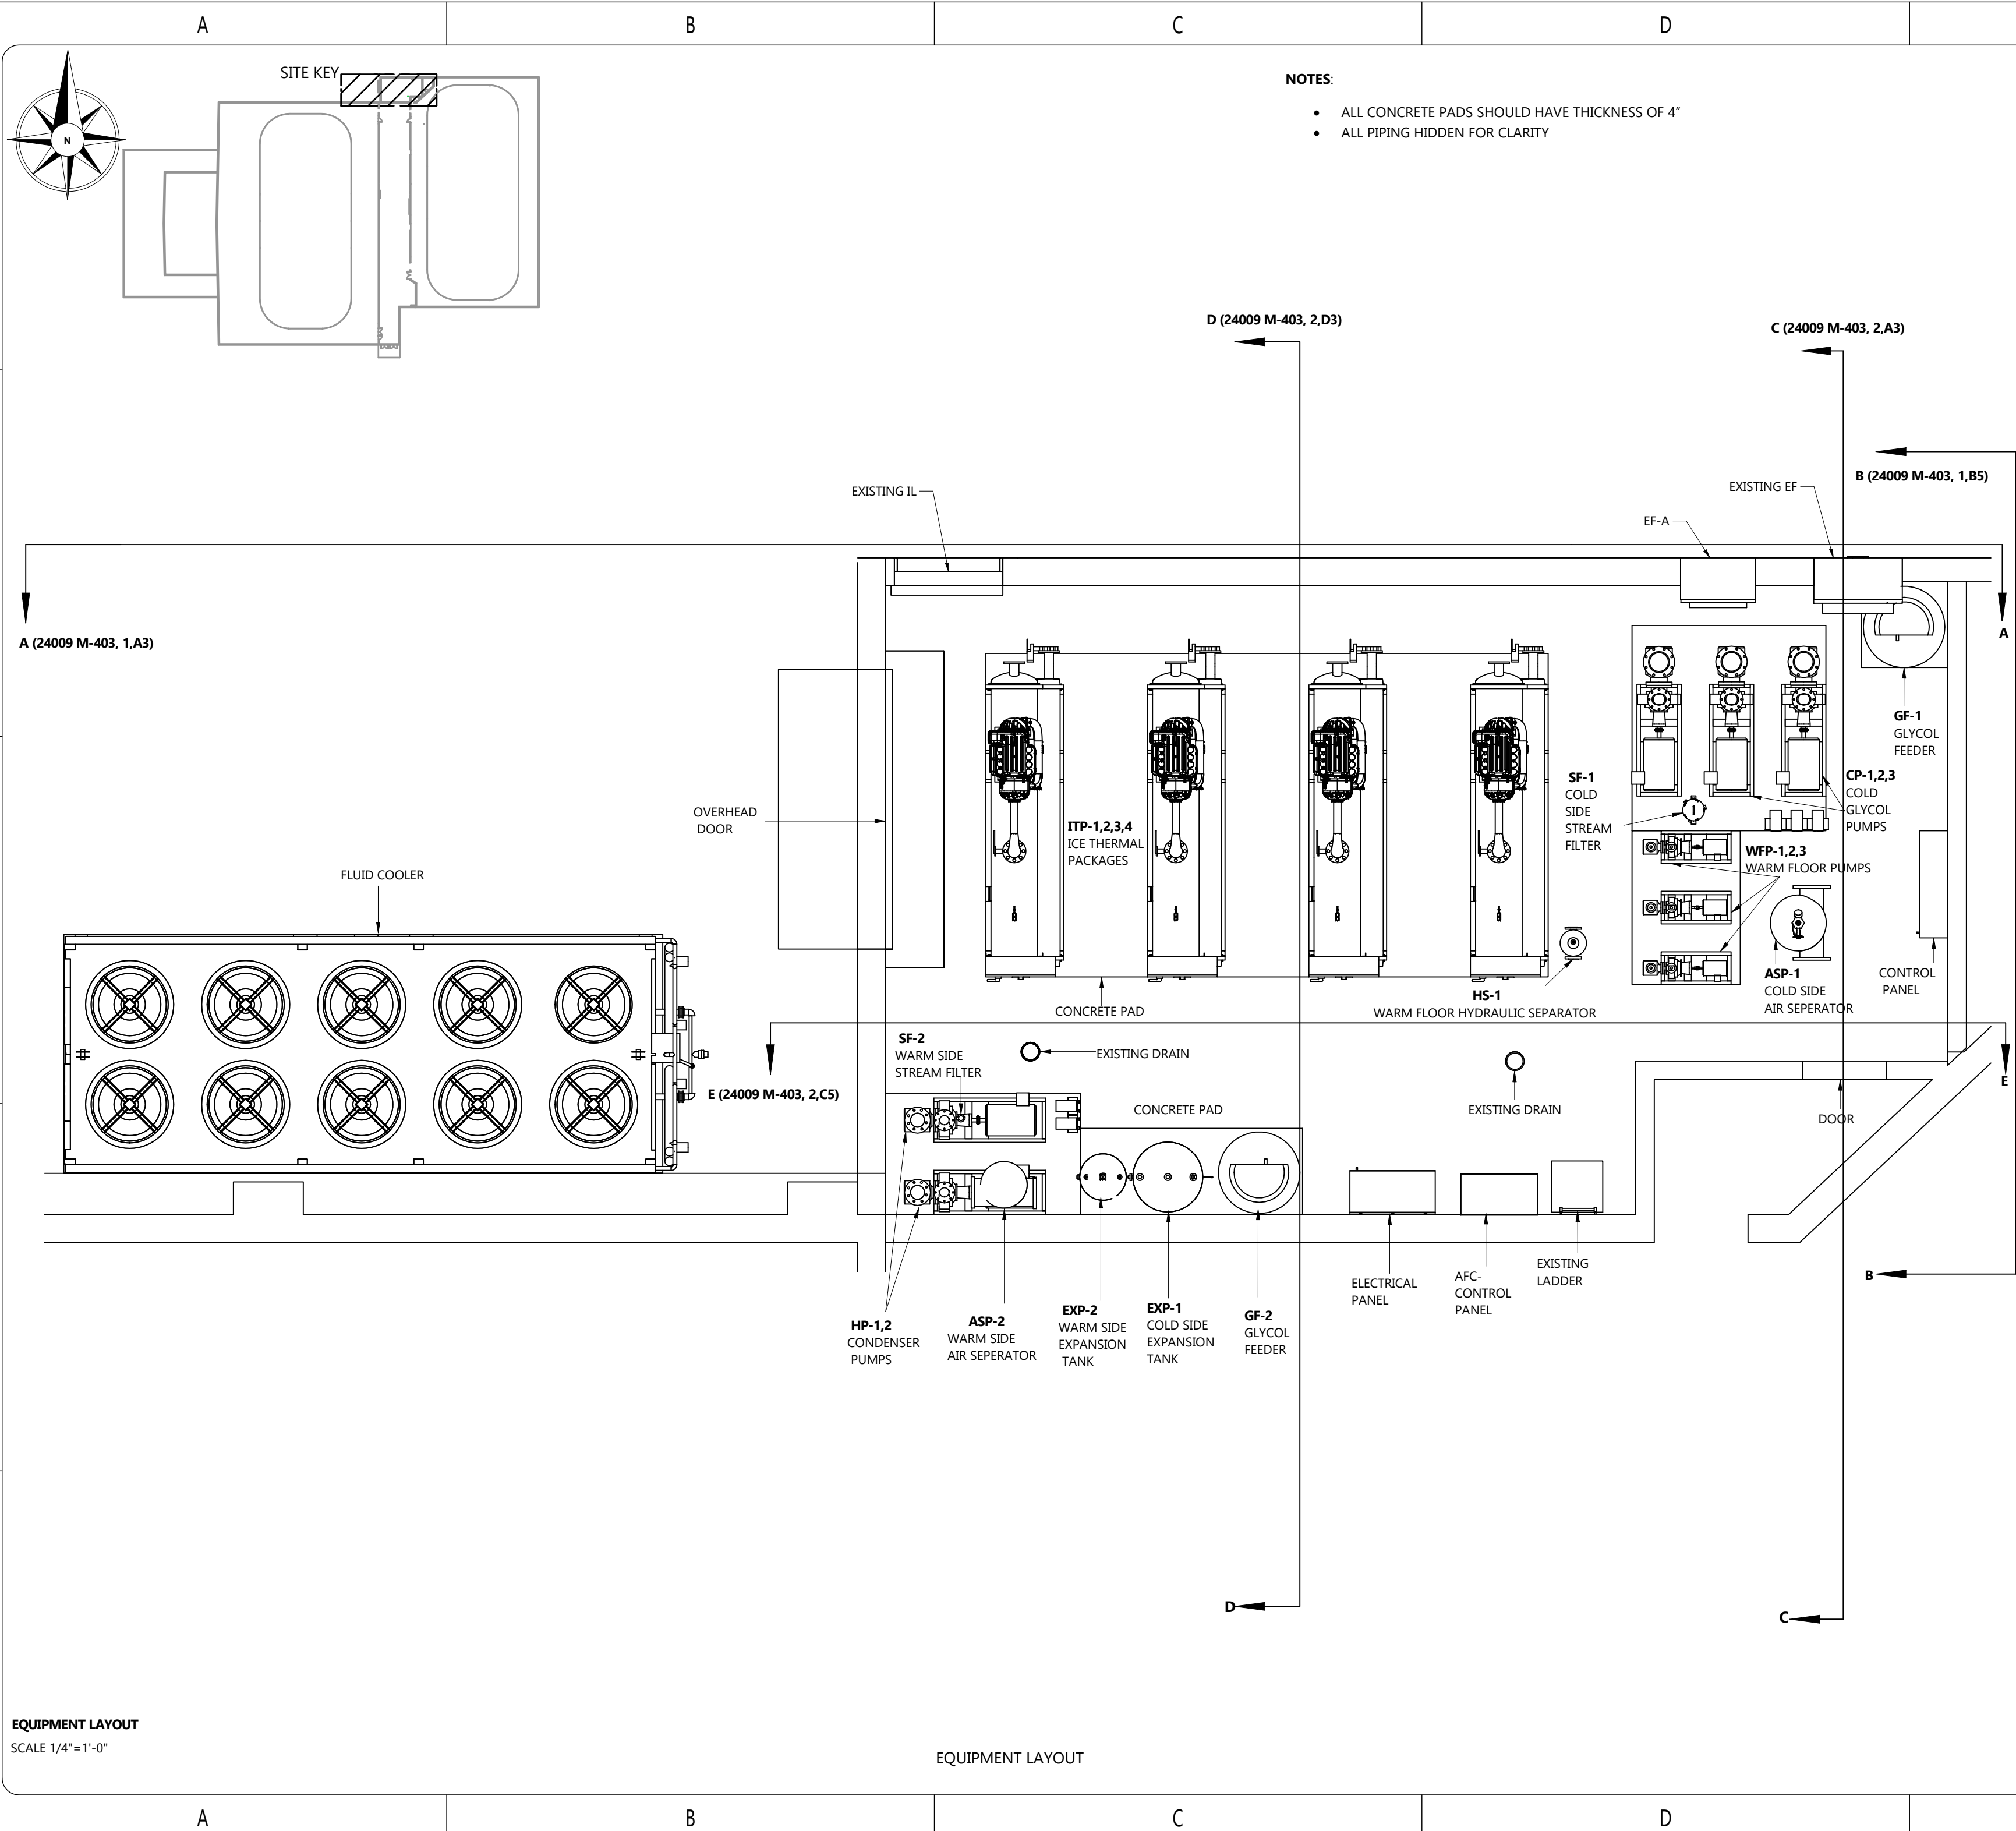 A B C D
SITE KEY
N
NOTES:
• ALL CONCRETE PADS SHOULD HAVE THICKNESS OF 4"
• ALL PIPING HIDDEN FOR CLARITY
D (24009 M-403, 2,D3)
C (24009 M-403, 2,A3)
B (24009 M-403, 1,B5)
EXISTING IL
EXISTING EF
EF-A
A (24009 M-403, 1,A3)
A
GF-1
GLYCOL
FEEDER
SF-1
COLD
SIDE
STREAM
FILTER
CP-1,2,3
COLD
GLYCOL
PUMPS
OVERHEAD
DOOR
ITP-1,2,3,4
ICE THERMAL
PACKAGES
WFP-1,2,3
WARM FLOOR PUMPS
FLUID COOLER
ASP-1
COLD SIDE
AIR SEPERATOR
CONTROL
PANEL
HS-1
WARM FLOOR HYDRAULIC SEPARATOR
CONCRETE PAD
SF-2
WARM SIDE
STREAM FILTER
EXISTING DRAIN
E (24009 M-403, 2,C5)
E
CONCRETE PAD
EXISTING DRAIN
DOOR
HP-1,2
CONDENSER
PUMPS
ASP-2
WARM SIDE
AIR SEPERATOR
EXP-2
WARM SIDE
EXPANSION
TANK
EXP-1
COLD SIDE
EXPANSION
TANK
GF-2
GLYCOL
FEEDER
ELECTRICAL
PANEL
AFC-
CONTROL
PANEL
EXISTING
LADDER
B
D
C
EQUIPMENT LAYOUT
SCALE 1/4"=1'-0"
EQUIPMENT LAYOUT
A B C D